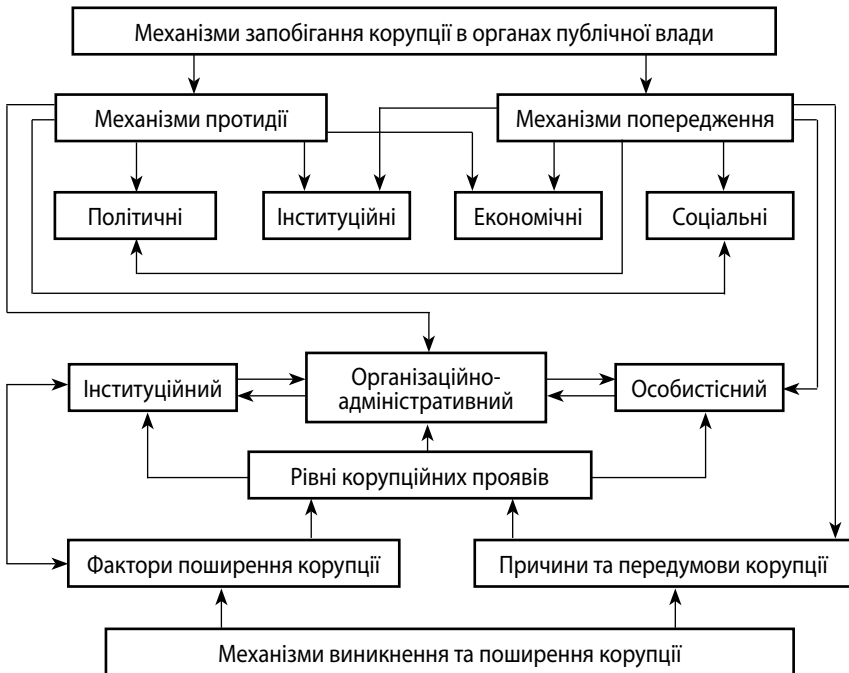 Механізми запобігання корупції в органах публічної влади
Механізми протидії
Механізми попередження
Політичні
Інституційні
Економічні
Соціальні
Інституційний
Організаційно-
адміністративний
Особистісний
Рівні корупційних проявів
Фактори поширення корупції
Причини та передумови корупції
Механізми виникнення та поширення корупції